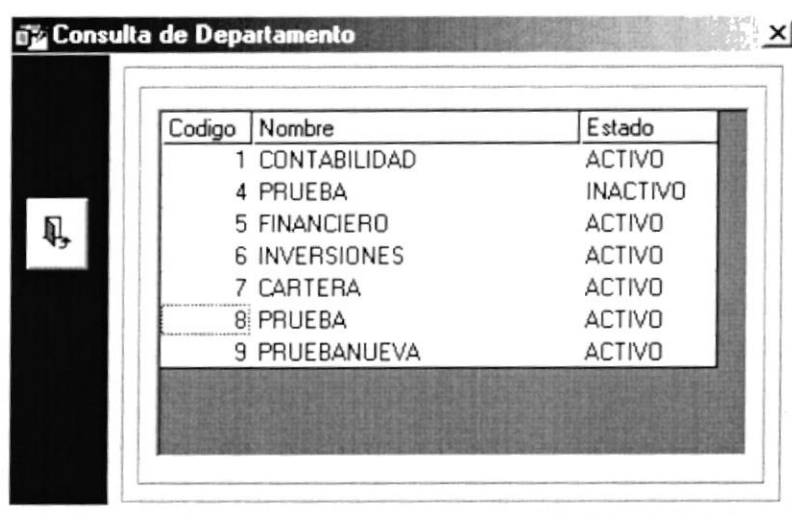 Consulta de Departamento
Codigo Nombre Estado
1 CONTABILIDAD ACTIVO
4 PRUEBA INACTIVO
5 FINANCIERO ACTIVO
6 INVERSIONES ACTIVO
7 CARTERA ACTIVO
8 PRUEBA ACTIVO
9 PRUEBANUEVA ACTIVO